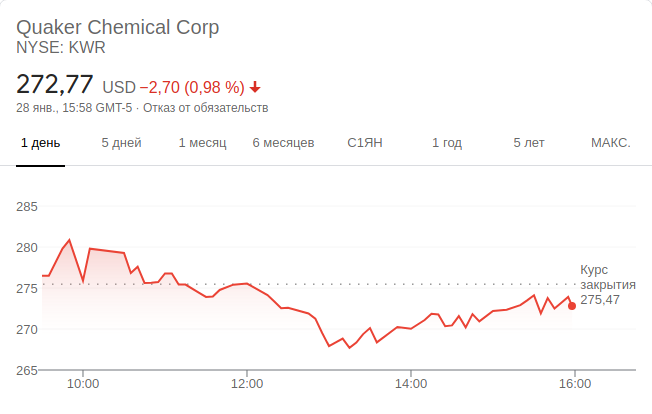 Quaker Chemical Corp
NYSE: KWR
272,77 USD −2,70 (0,98 %)
28 янв., 15:58 GMT-5 · Отказ от обязательств
1 день 5 дней 1 месяц 6 месяцев С1ЯН 1 год 5 лет МАКС.
285
280
275
270
265
Курс
закрытия
275,47
10:00 12:00 14:00 16:00